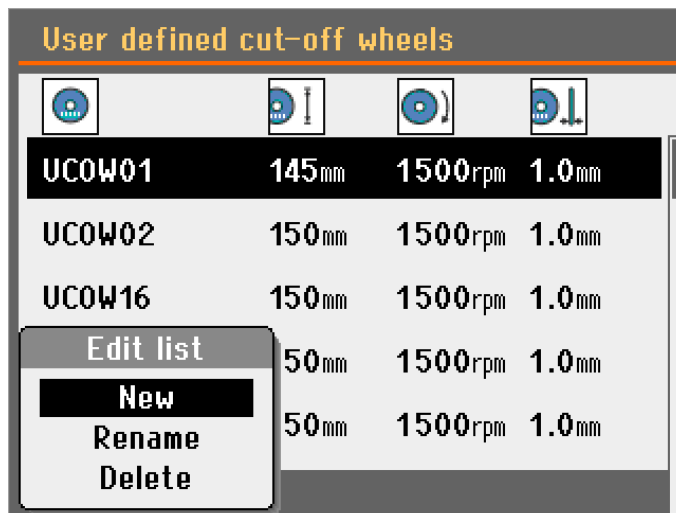 User defined cut-off wheels
UCOW01 145mm 1500rpm 1.0mm
UCOW02 150mm 1500rpm 1.0mm
UCOW16 150mm 1500rpm 1.0mm
Edit list
50mm 1500rpm 1.0mm
New
50mm 1500rpm 1.0mm
Rename
Delete